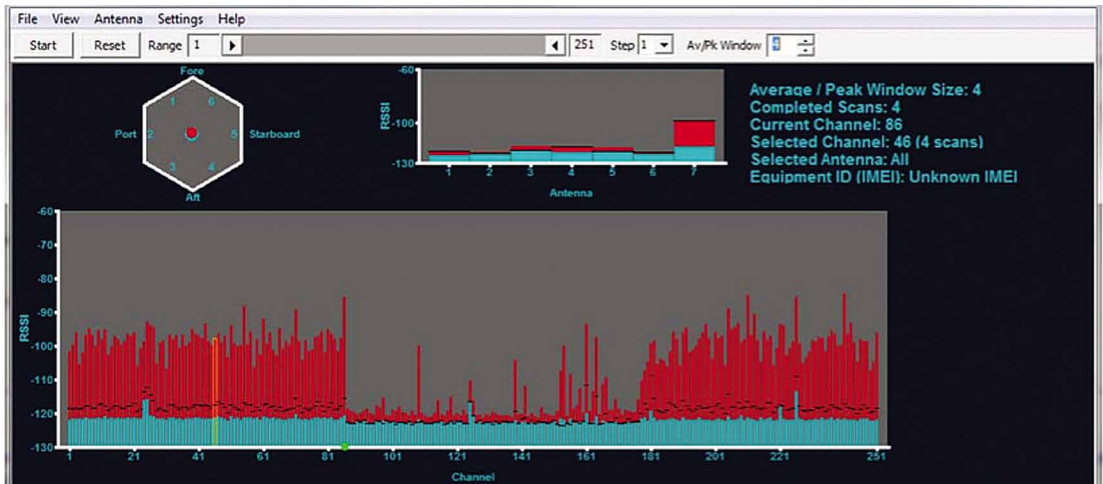 File View Antenna Settings Help
Start Reset Range 1 251 Step 1 Av/Pk Window 4
Fore
1 6
Port 2 5 Starboard
3 4
Aft
-60
RSSI
-100
-130
1 2 3 4 5 6 7
Antenna
Average / Peak Window Size: 4
Completed Scans: 4
Current Channel: 86
Selected Channel: 46 (4 scans)
Selected Antenna: All
Equipment ID (IMEI): Unknown IMEI
-60
-70
-80
-90
RSSI
-100
-110
-120
-130
1 21 41 61 81 101 121 141 161 181 201 221 251
Channel